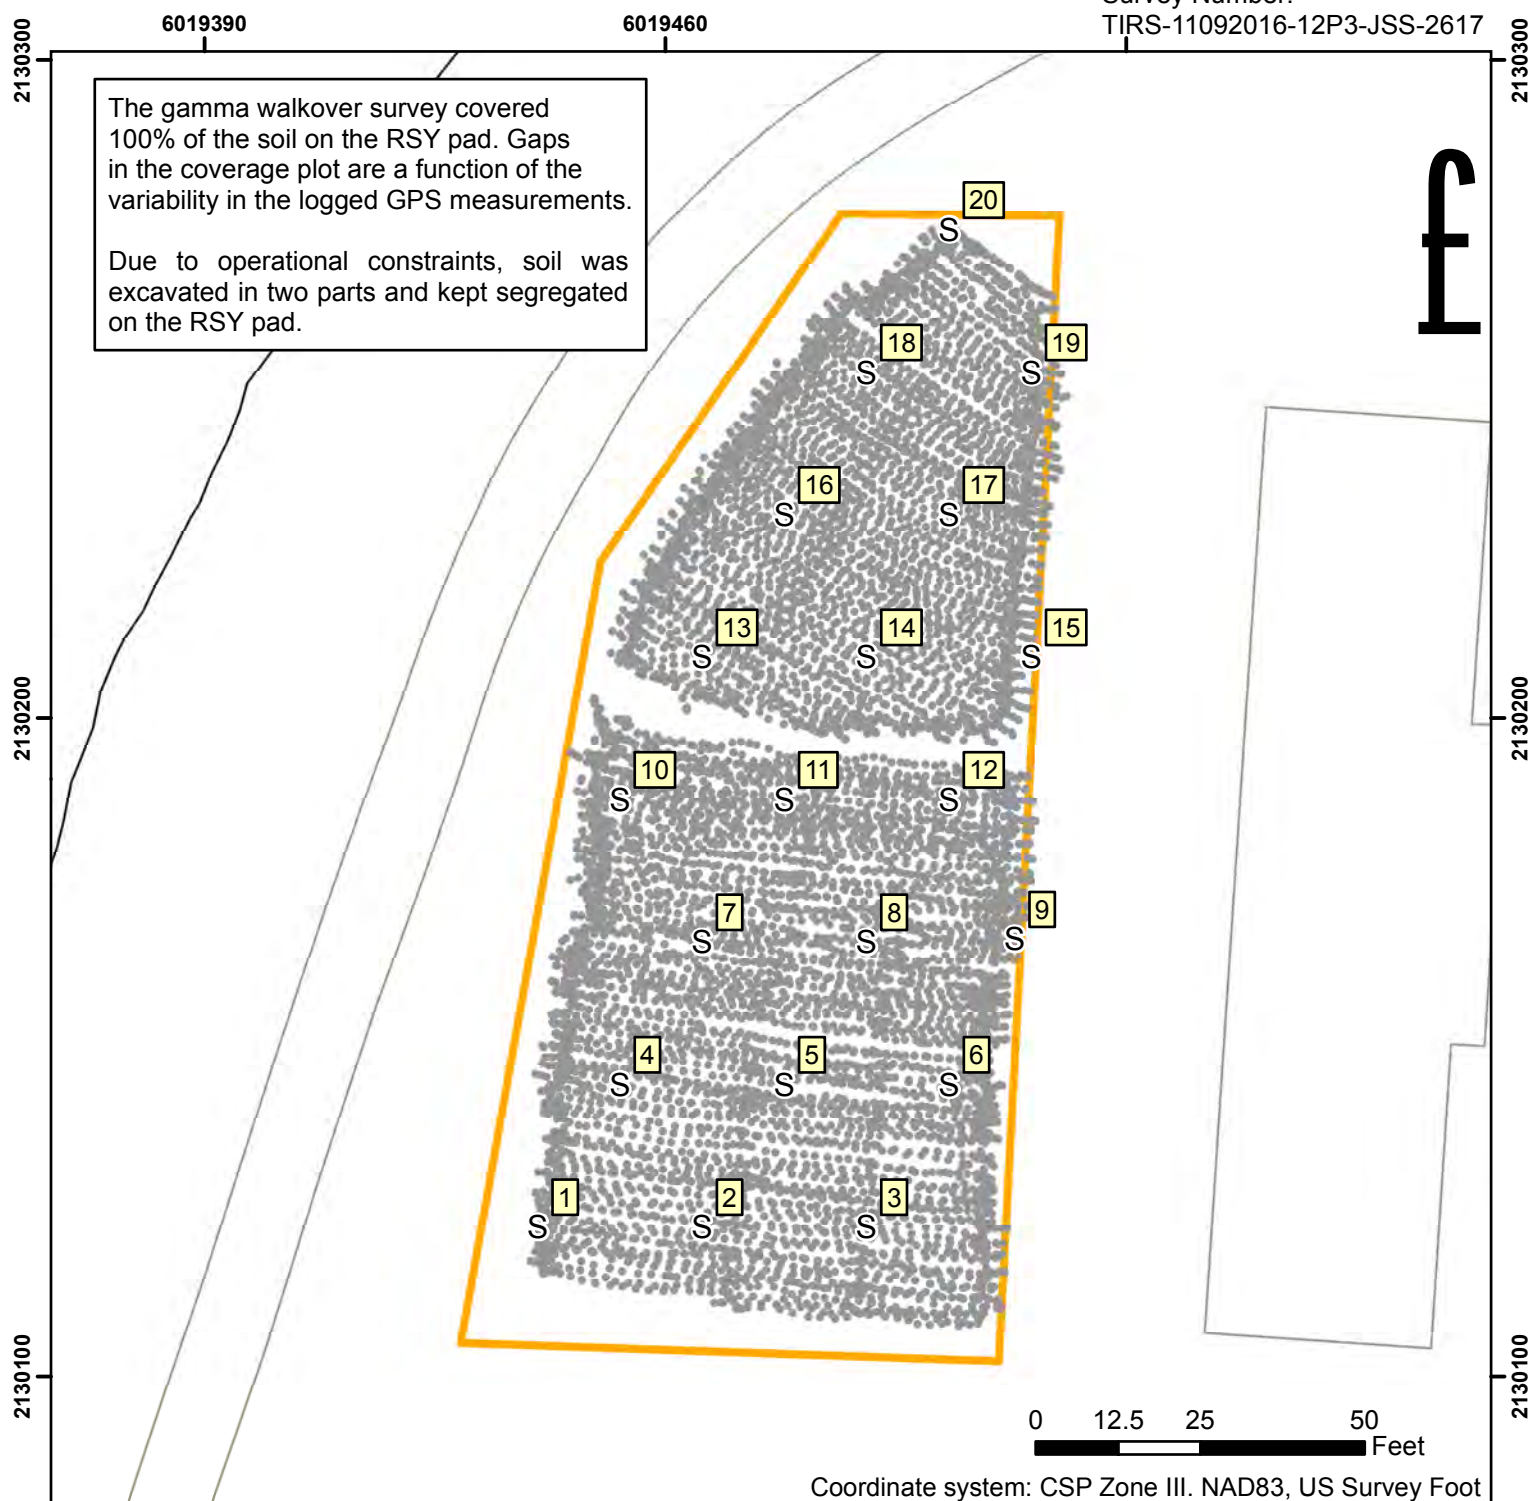 Survey Number:
TIRS-11092016-12P3-JSS-2617
6019390
6019460
2130300
2130300
The gamma walkover survey covered
100% of the soil on the RSY pad. Gaps
in the coverage plot are a function of the
variability in the logged GPS measurements.
Due to operational constraints, soil was
excavated in two parts and kept segregated
on the RSY pad.
£
20
S
18
S
19
S
16
S
17
S
13
S
14
S
15
S
2130200
2130200
10
S
11
S
12
S
7
S
8
S
9
S
4
S
5
S
6
S
1
S
2
S
3
S
2130100
2130100
0 12.5 25 50
Feet
Coordinate system: CSP Zone III. NAD83, US Survey Foot